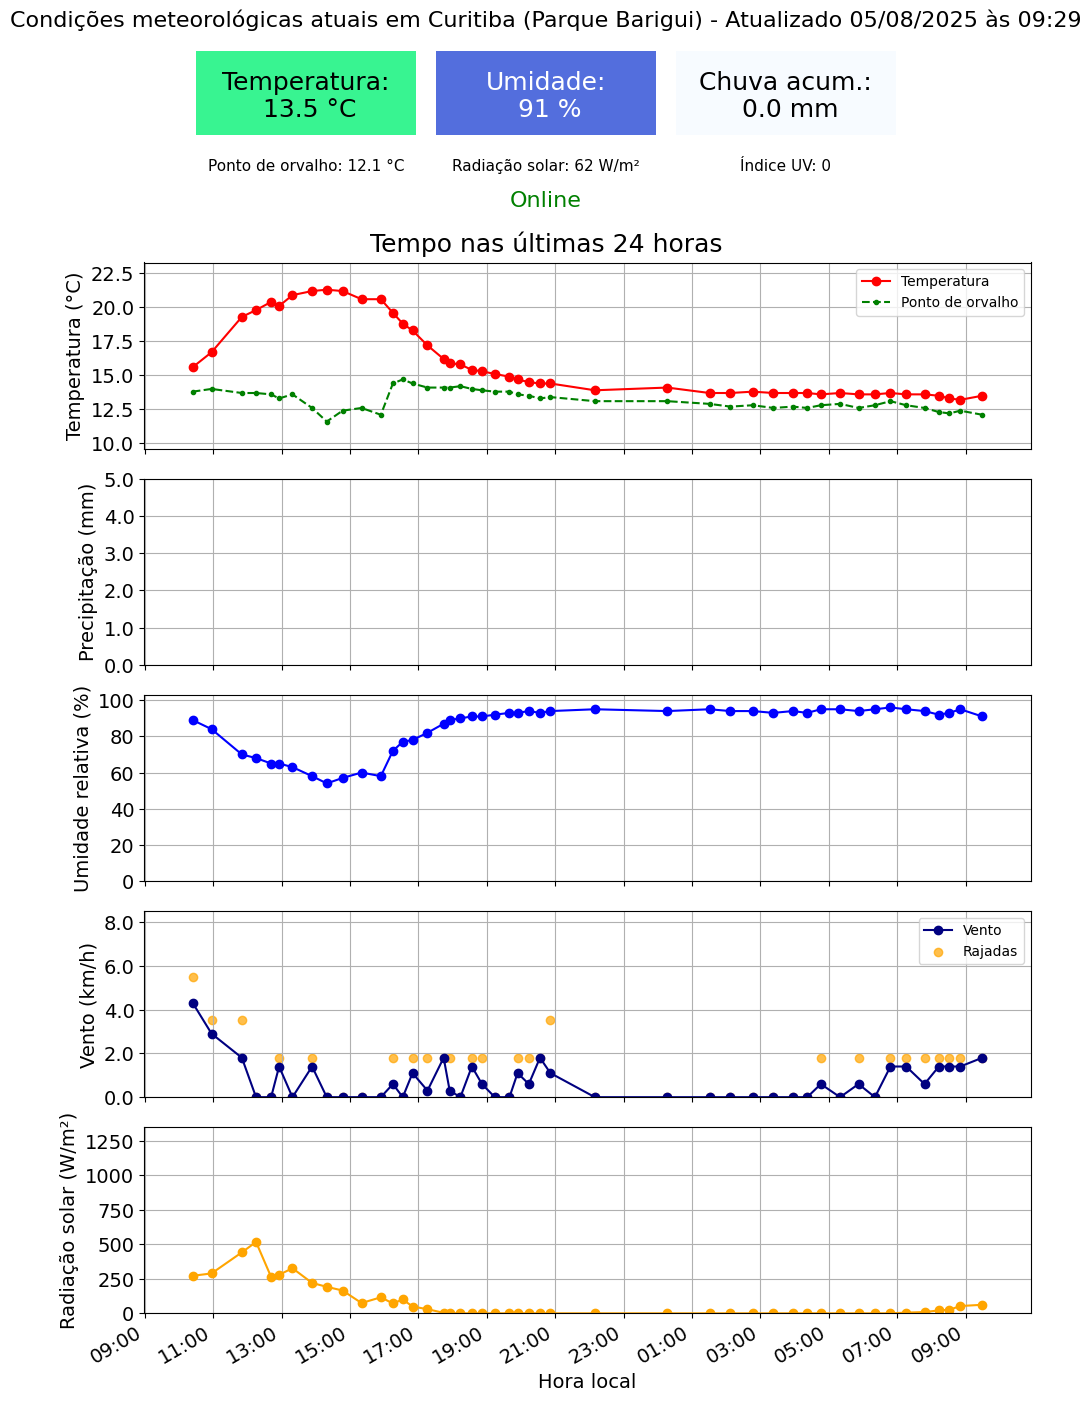 Condições meteorológicas atuais em Curitiba (Parque Barigui) - Atualizado 05/08/2025 às 09:29
Temperatura:
13.5 °C
Umidade:
91 %
Chuva acum.:
0.0 mm
Ponto de orvalho: 12.1 °C
Radiação solar: 62 W/m²
Índice UV: 0
Online
Tempo nas últimas 24 horas
Temperatura (°C)
22.5
20.0
17.5
15.0
12.5
10.0
Temperatura
Ponto de orvalho
Precipitação (mm)
5.0
4.0
3.0
2.0
1.0
0.0
Umidade relativa (%)
100
80
60
40
20
0
Vento (km/h)
8.0
6.0
4.0
2.0
0.0
Vento
Rajadas
Radiação solar (W/m²)
1250
1000
750
500
250
0
09:00
11:00
13:00
15:00
17:00
19:00
21:00
23:00
01:00
03:00
05:00
07:00
09:00
Hora local